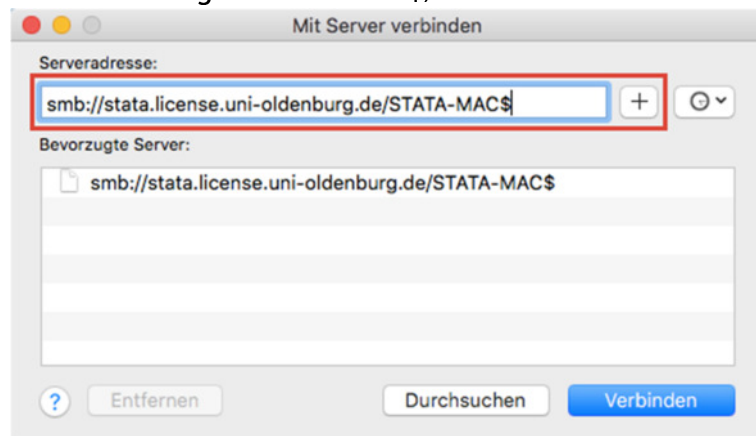 Mit Server verbinden
Serveradresse:
smb://stata.license.uni-oldenburg.de/STATA-MAC$
Bevorzugte Server:
smb://stata.license.uni-oldenburg.de/STATA-MAC$
? Entfernen Durchsuchen Verbinden